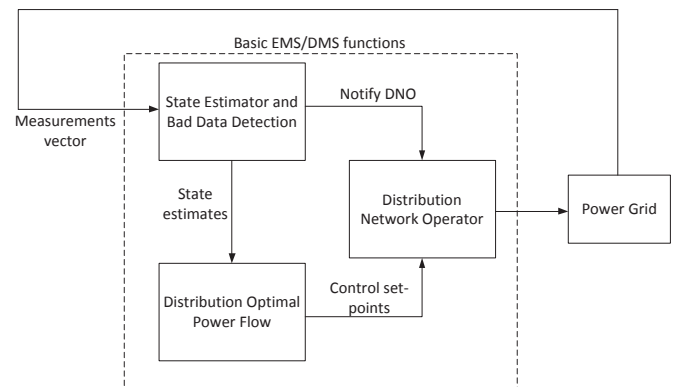 Basic EMS/DMS functions
State Estimator and
Bad Data Detection
Notify DNO
Measurements
vector
State
estimates
Distribution
Network Operator
Power Grid
Distribution Optimal
Power Flow
Control set-
points